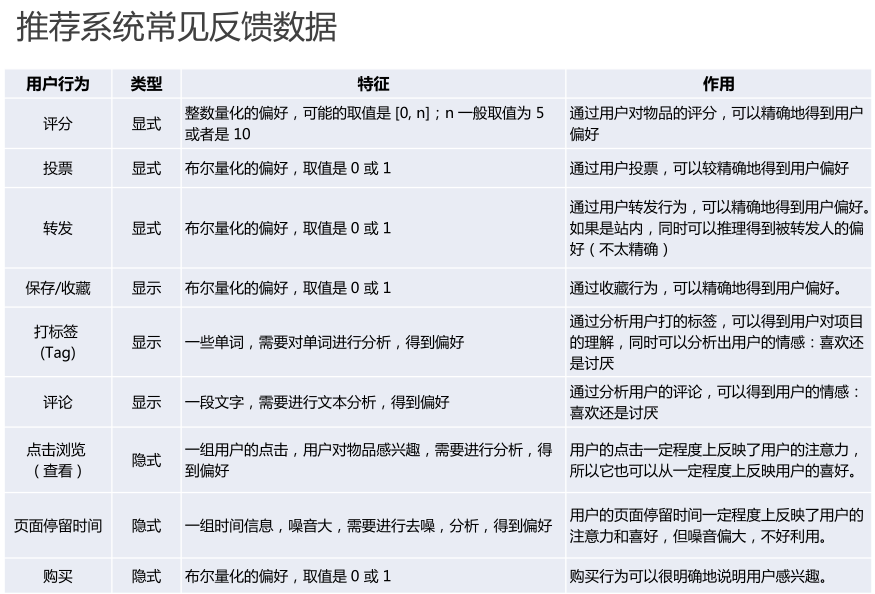 推荐系统常见反馈数据
用户行为 类型 特征 作用
评分 显式 整数量化的偏好，可能的取值是 [0, n]；n 一般取值为 5
或者是 10
通过用户对物品的评分，可以精确地得到用户
偏好
投票 显式 布尔量化的偏好，取值是 0 或 1 通过用户投票，可以较精确地得到用户偏好
转发 显式 布尔量化的偏好，取值是 0 或 1
通过用户转发行为，可以精确地得到用户偏好。
如果是站内，同时可以推理得到被转发人的偏
好（不太精确）
保存/收藏 显示 布尔量化的偏好，取值是 0 或 1 通过收藏行为，可以精确地得到用户偏好。
打标签
(Tag)
显示 一些单词，需要对单词进行分析，得到偏好
通过分析用户打的标签，可以得到用户对项目
的理解，同时可以分析出用户的情感：喜欢还
是讨厌
评论 显示 一段文字，需要进行文本分析，得到偏好
通过分析用户的评论，可以得到用户的情感：
喜欢还是讨厌
点击浏览
（查看）
隐式 一组用户的点击，用户对物品感兴趣，需要进行分析，得
到偏好
用户的点击一定程度上反映了用户的注意力，
所以它也可以从一定程度上反映用户的喜好。
页面停留时间 隐式 一组时间信息，噪音大，需要进行去噪，分析，得到偏好
用户的页面停留时间一定程度上反映了用户的
注意力和喜好，但噪音偏大，不好利用。
购买 隐式 布尔量化的偏好，取值是 0 或 1 购买行为可以很明确地说明用户感兴趣。